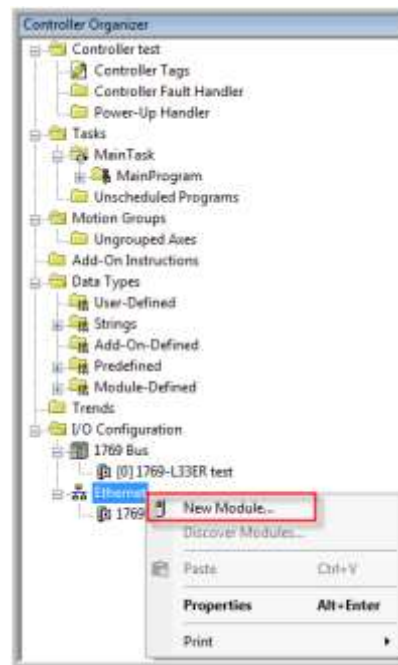 Controller Organizer
Controller test
Controller Tags
Controller Fault Handler
Power-Up Handler
Tasks
MainTask
MainProgram
Unscheduled Programs
Motion Groups
Ungrouped Axes
Add-On Instructions
Data Types
User-Defined
Strings
Add-On-Defined
Predefined
Module-Defined
Trends
I/O Configuration
1769 Bus
[0] 1769-L33ER test
Ethernet
New Module...
1769
Discover Modules...
Paste Ctrl+V
Properties Alt+Enter
Print